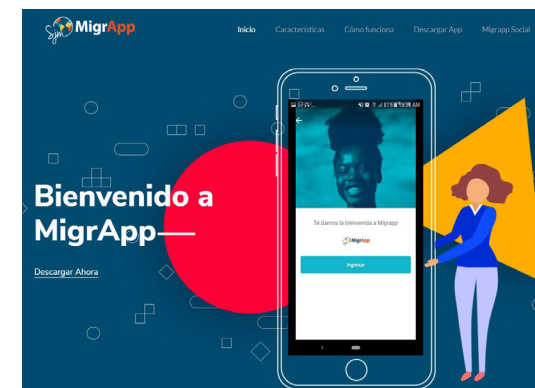 Sjm MigrApp
Inicio Características Cómo funciona Descargar App Migrapp Social
Bienvenido a
MigrApp
Descargar Ahora
Te damos la bienvenida a Migrapp
MigrApp
Ingresar